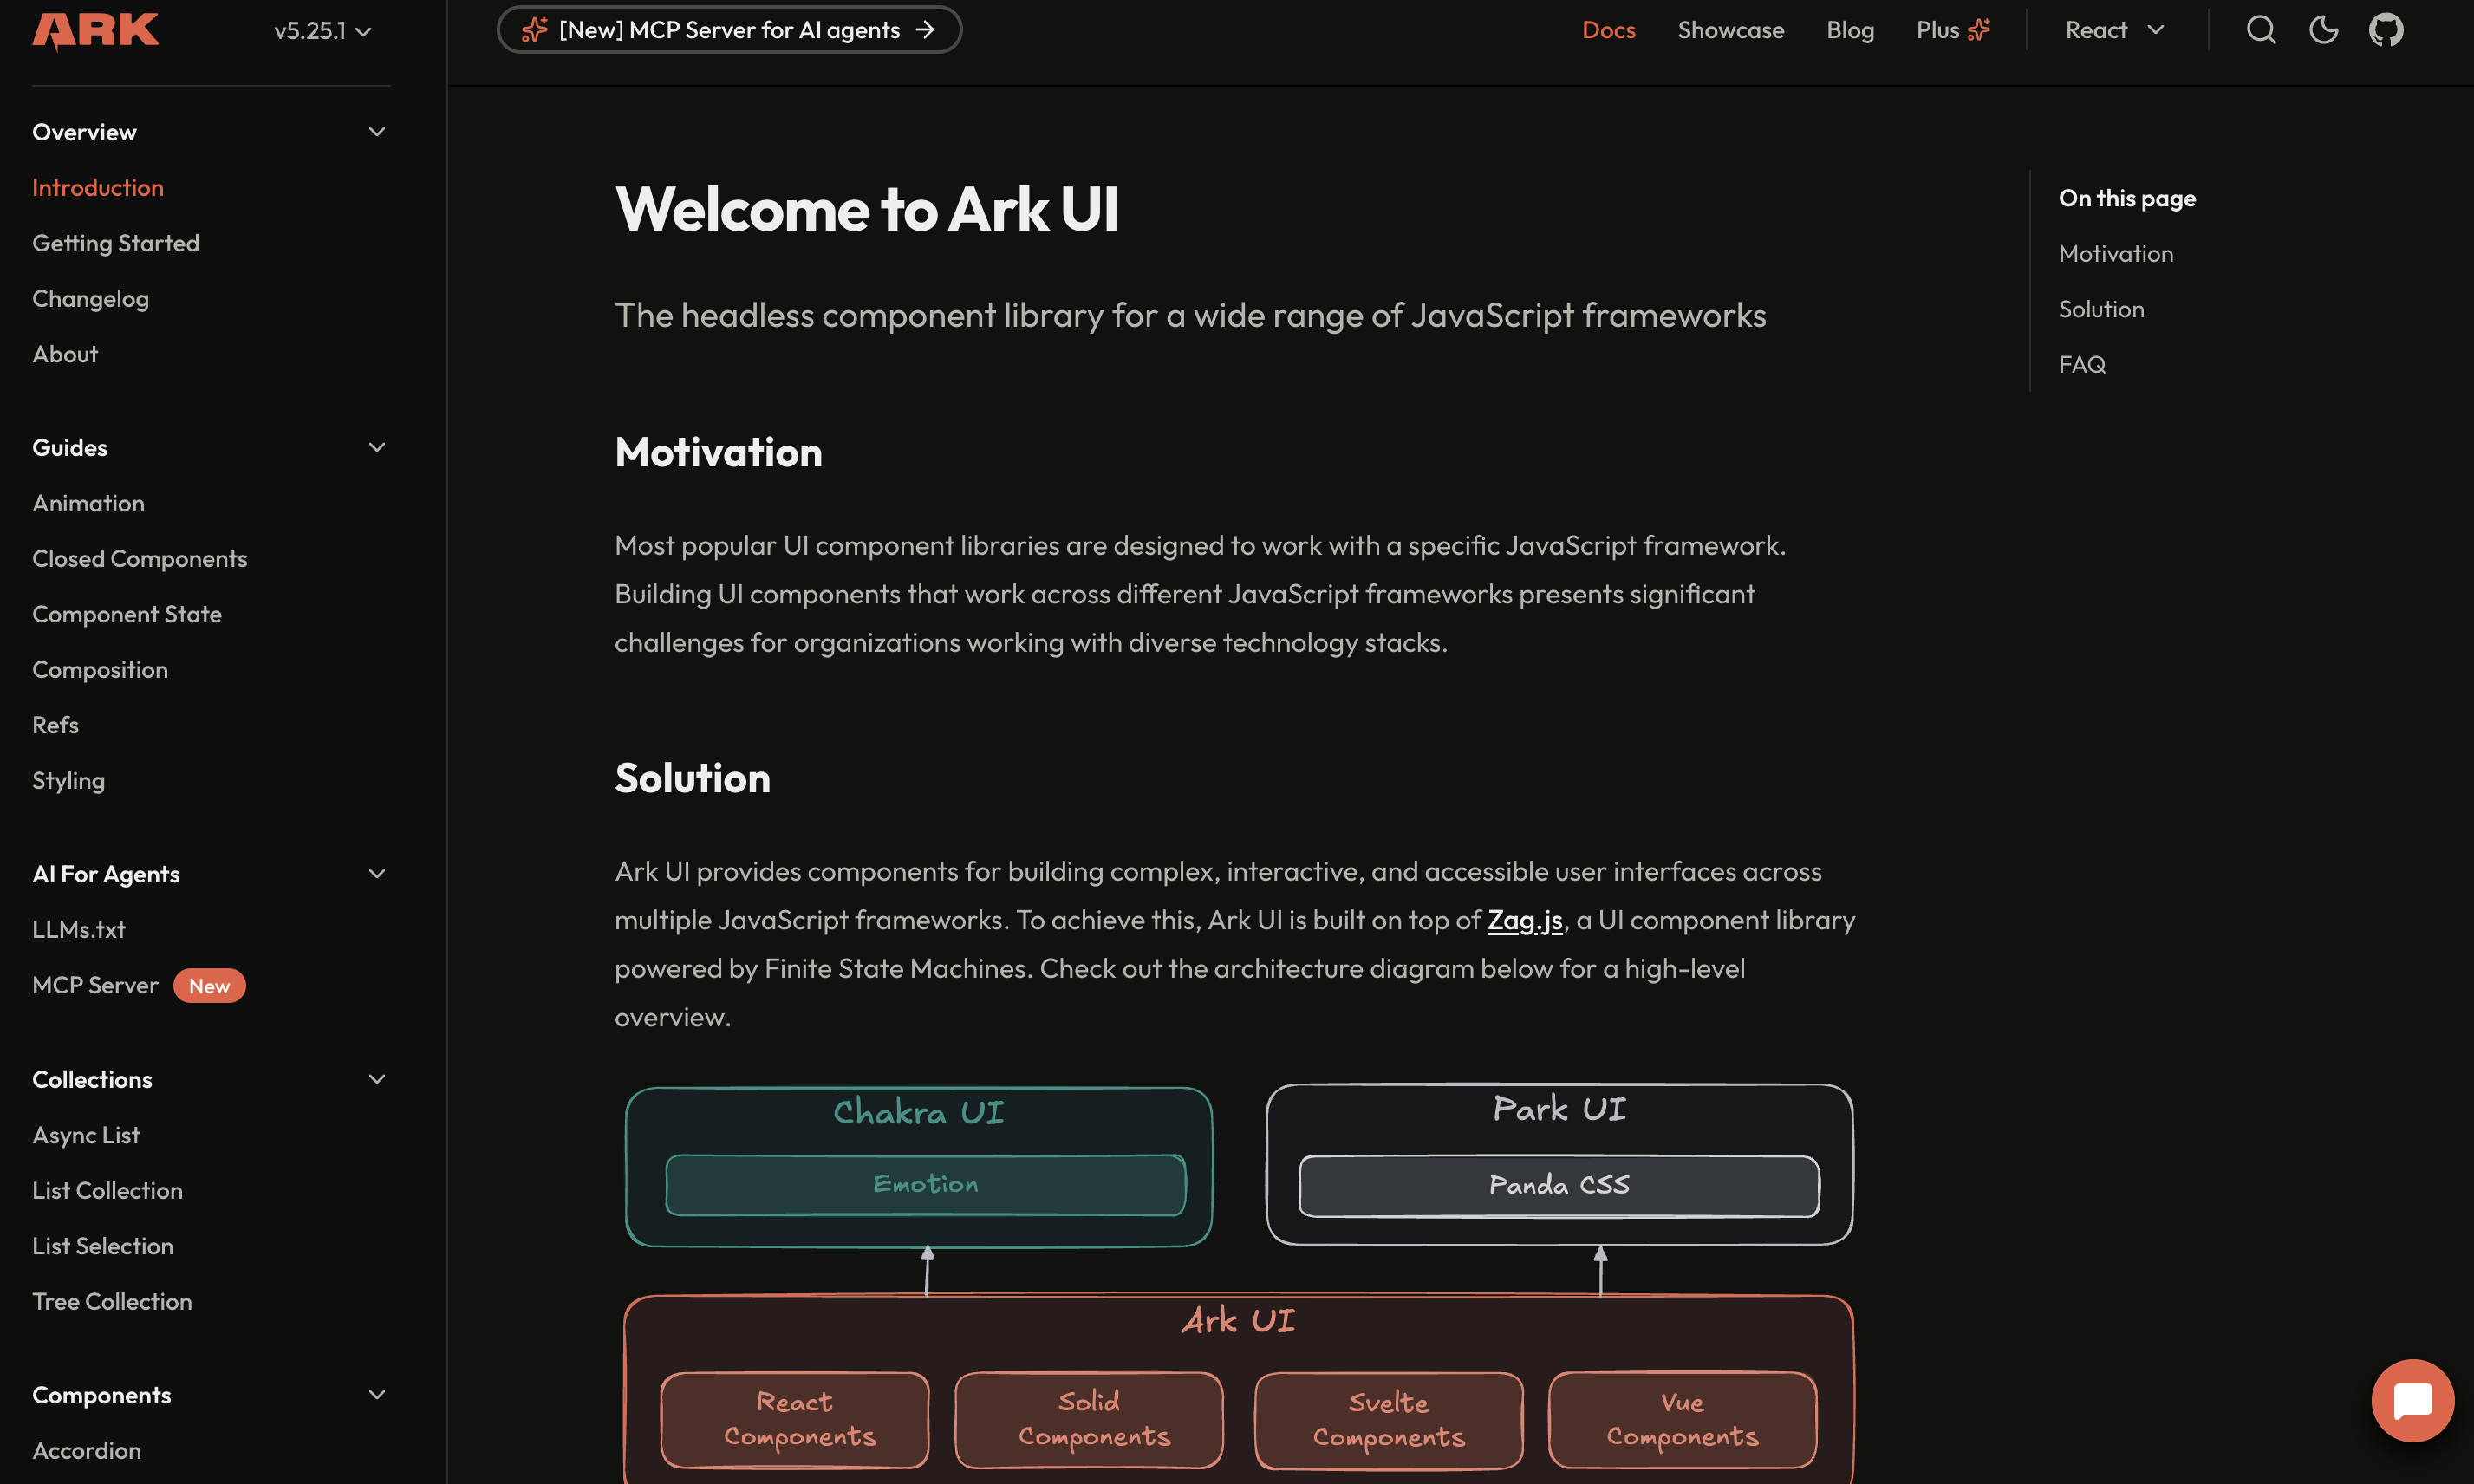 ARK
v5.25.1
[New] MCP Server for AI agents →
Docs
Showcase
Blog
Plus
React
Overview
Introduction
Getting Started
Changelog
About
Guides
Animation
Closed Components
Component State
Composition
Refs
Styling
AI For Agents
LLMs.txt
MCP Server New
Collections
Async List
List Collection
List Selection
Tree Collection
Components
Accordion
Welcome to Ark UI
The headless component library for a wide range of JavaScript frameworks
Motivation
Most popular UI component libraries are designed to work with a specific JavaScript framework.
Building UI components that work across different JavaScript frameworks presents significant
challenges for organizations working with diverse technology stacks.
Solution
Ark UI provides components for building complex, interactive, and accessible user interfaces across
multiple JavaScript frameworks. To achieve this, Ark UI is built on top of Zag.js, a UI component library
powered by Finite State Machines. Check out the architecture diagram below for a high-level
overview.
Chakra UI
Emotion
Park UI
Panda CSS
Ark UI
React
Components
Solid
Components
Svelte
Components
Vue
Components
On this page
Motivation
Solution
FAQ